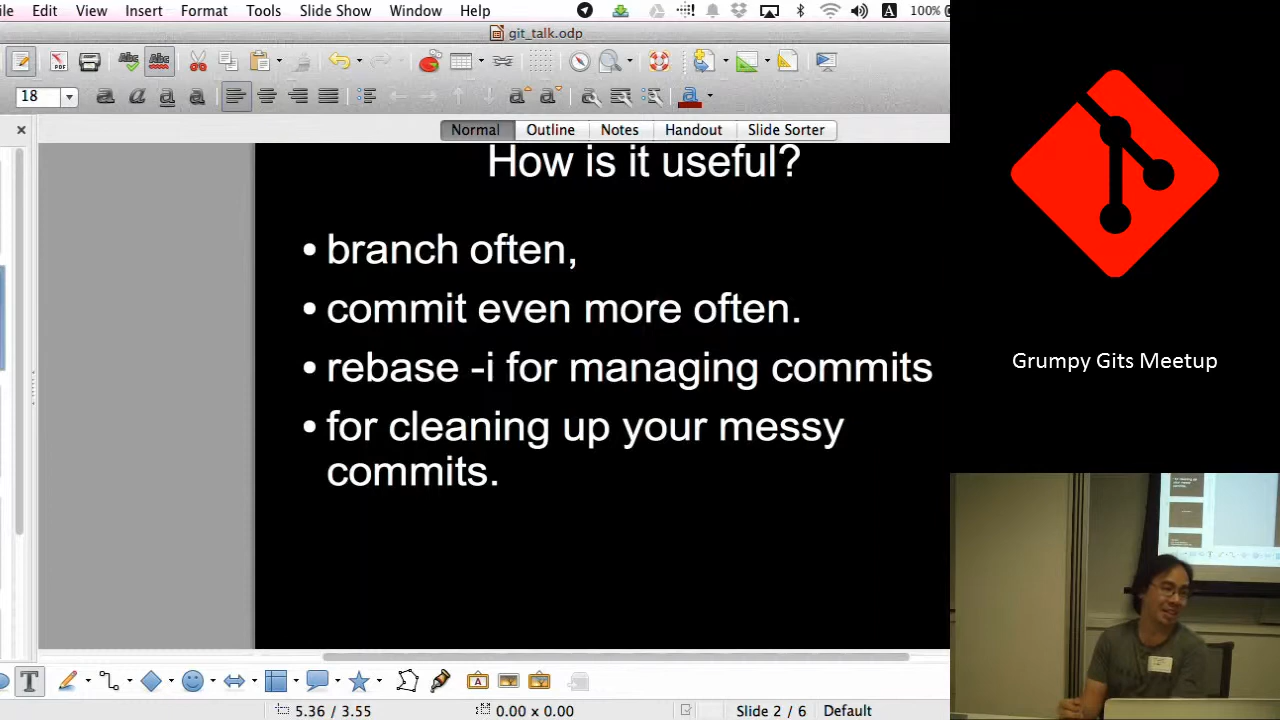 ile Edit View Insert Format Tools Slide Show Window Help A 100%
git_talk.odp
18
Normal Outline Notes Handout Slide Sorter
How is it useful?
• branch often,
• commit even more often.
• rebase -i for managing commits
• for cleaning up your messy
commits.
Grumpy Gits Meetup
5.36 / 3.55 0.00 x 0.00 Slide 2 / 6 Default